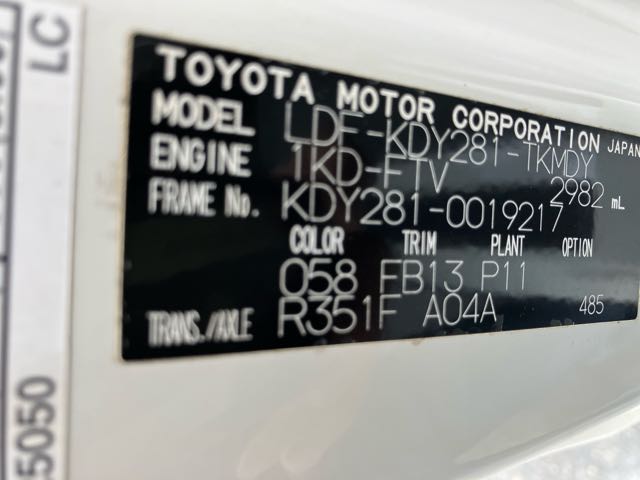 LC
5050
TOYOTA MOTOR CORPORATION JAPAN
MODEL LDF-KDY281-TKMDY
ENGINE 1KD-FTV 2982 mL
FRAME No. KDY281-0019217
COLOR TRIM PLANT OPTION
058 FB13 P11
TRANS./AXLE R351F A04A 485